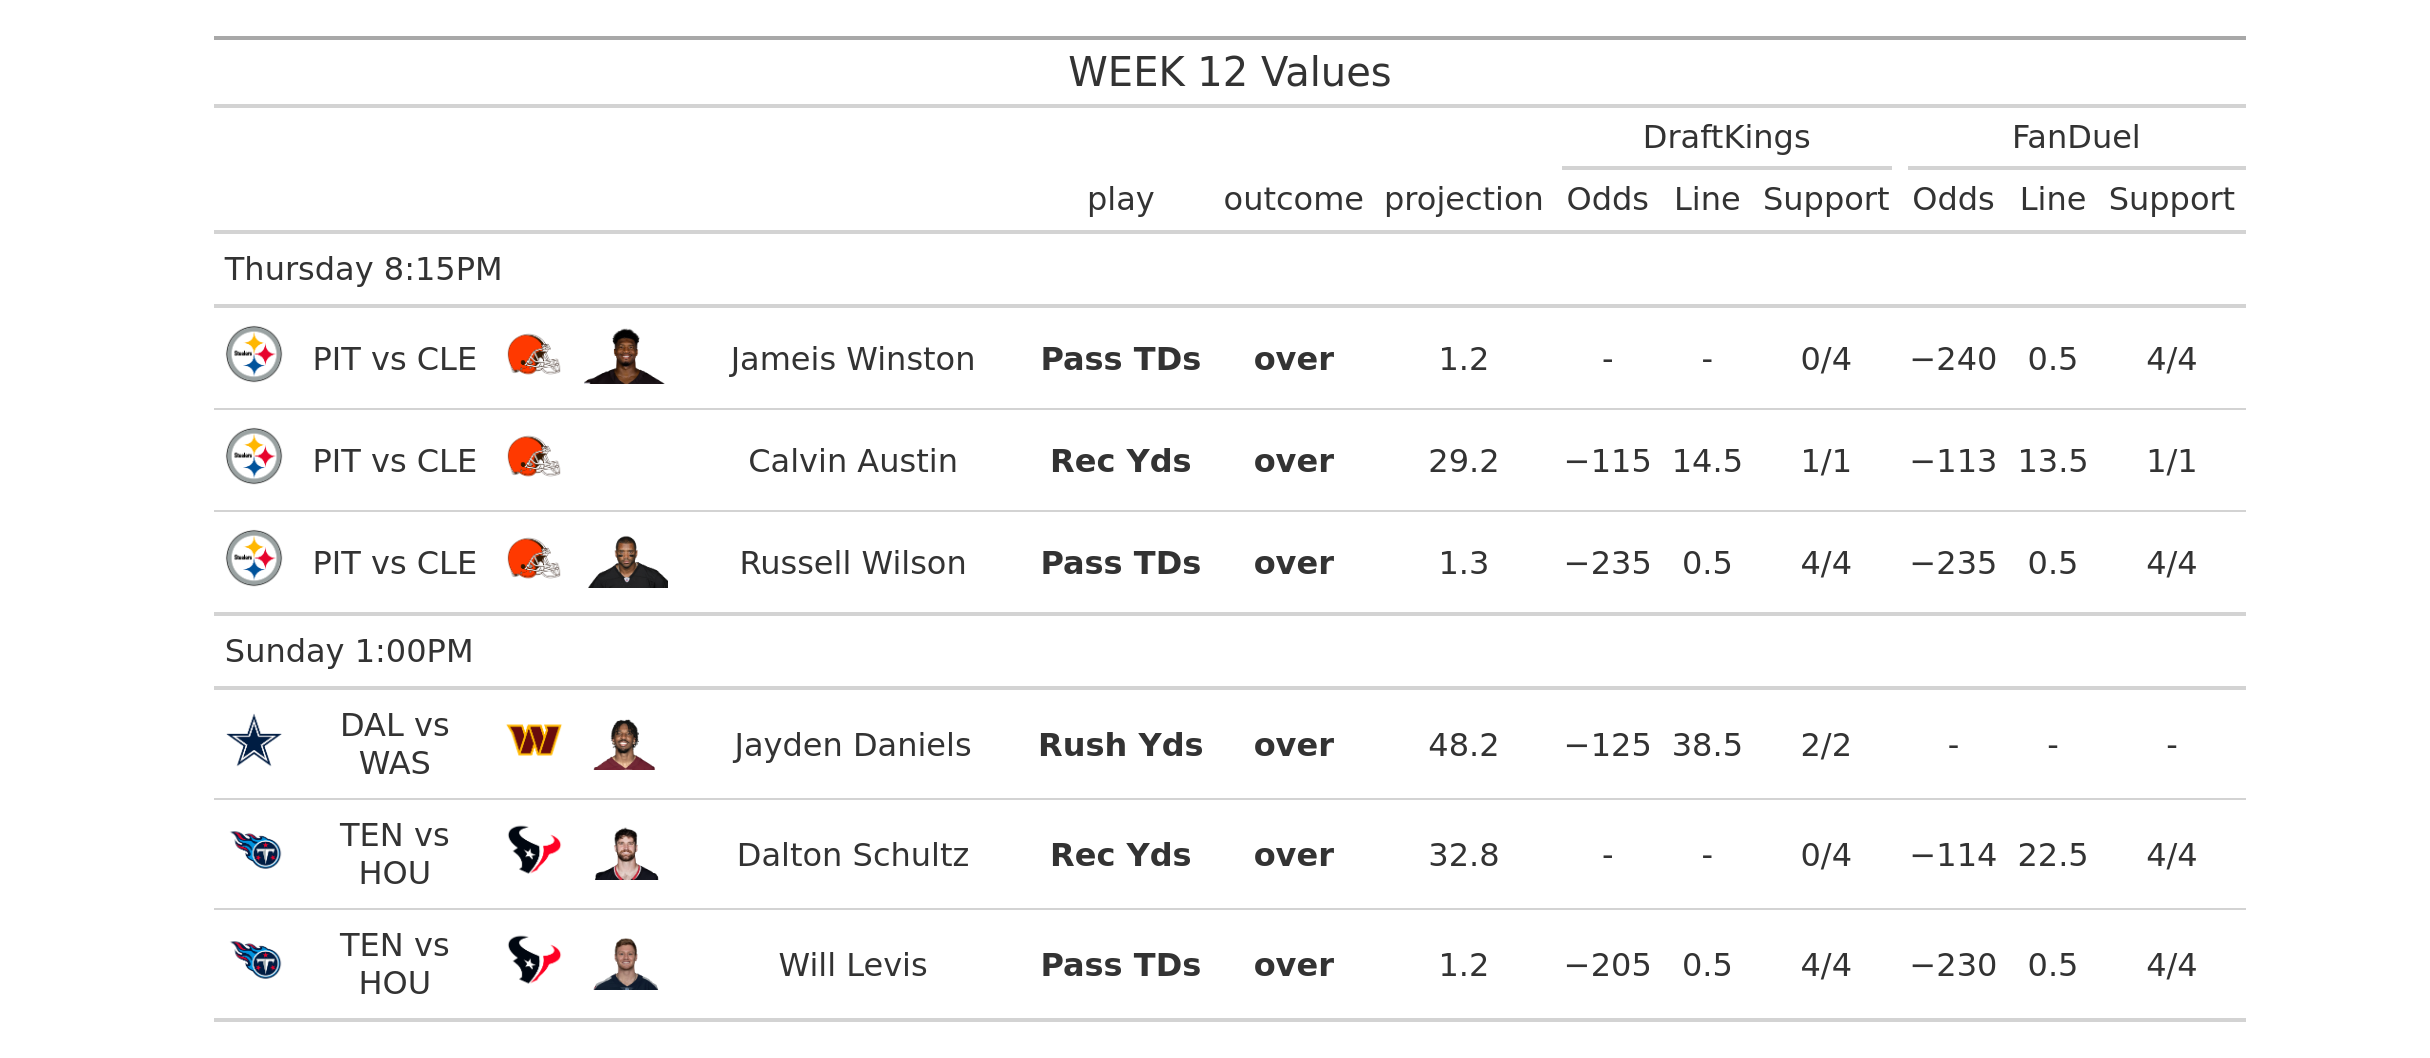 WEEK 12 Values
DraftKings FanDuel
play outcome projection Odds Line Support Odds Line Support
Thursday 8:15PM
Steelers PIT vs CLE Jameis Winston Pass TDs over 1.2 - - 0/4 −240 0.5 4/4
Steelers PIT vs CLE Calvin Austin Rec Yds over 29.2 −115 14.5 1/1 −113 13.5 1/1
Steelers PIT vs CLE Russell Wilson Pass TDs over 1.3 −235 0.5 4/4 −235 0.5 4/4
Sunday 1:00PM
DAL vs
WAS W Jayden Daniels Rush Yds over 48.2 −125 38.5 2/2 - - -
T TEN vs
HOU Dalton Schultz Rec Yds over 32.8 - - 0/4 −114 22.5 4/4
T TEN vs
HOU Will Levis Pass TDs over 1.2 −205 0.5 4/4 −230 0.5 4/4